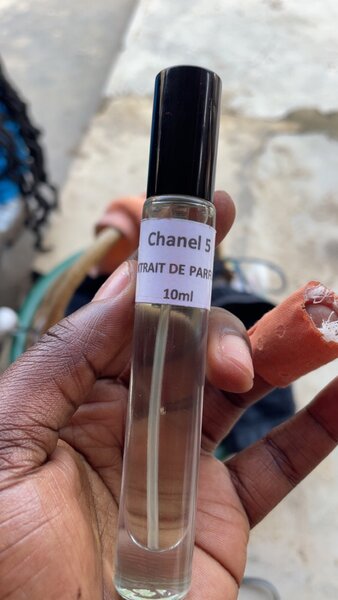 Chanel 5
TRAIT DE PARF
10ml